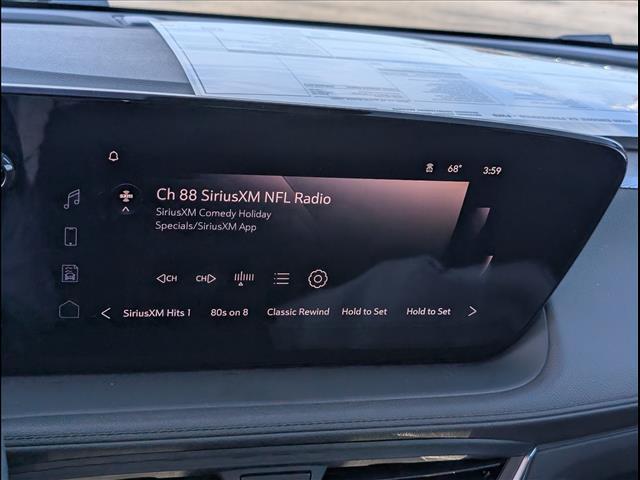 68° 3:59
Ch 88 SiriusXM NFL Radio
SiriusXM Comedy Holiday
Specials/SiriusXM App
CH CH
SiriusXM Hits 1 80s on 8 Classic Rewind Hold to Set Hold to Set